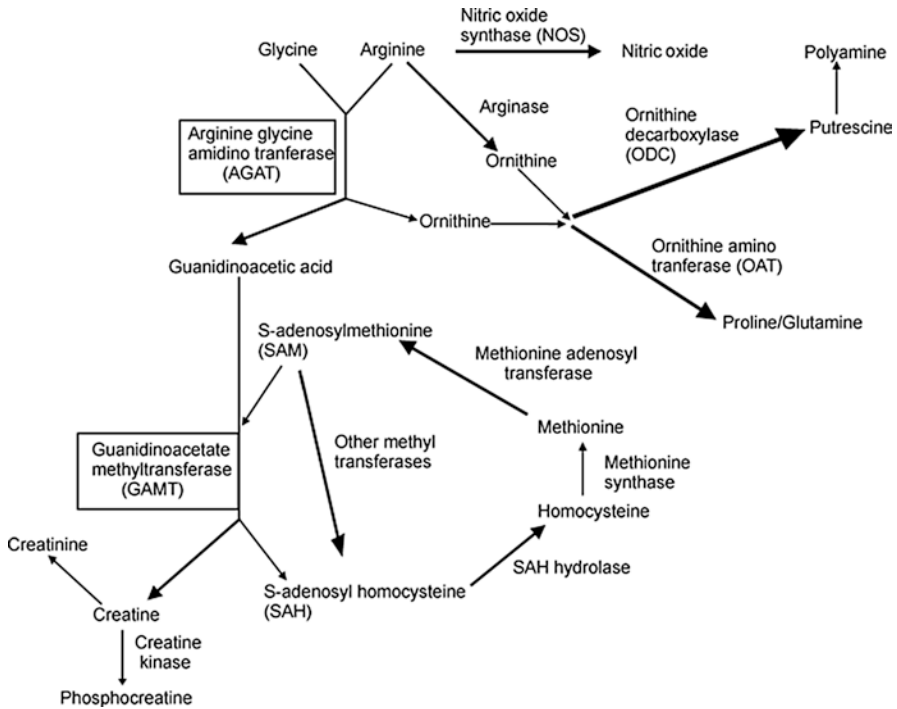 Nitric oxide
synthase (NOS)
Glycine
Arginine
Nitric oxide
Polyamine
Arginase
Ornithine
decarboxylase
(ODC)
Putrescine
Arginine glycine
amidino tranferase
(AGAT)
Ornithine
Ornithine
Ornithine amino
tranferase (OAT)
Guanidinoacetic acid
Proline/Glutamine
S-adenosylmethionine
(SAM)
Methionine adenosyl
transferase
Methionine
Other methyl
transferases
Guanidinoacetate
methyltransferase
(GAMT)
Methionine
synthase
Homocysteine
Creatinine
SAH hydrolase
S-adenosyl homocysteine
(SAH)
Creatine
Creatine
kinase
Phosphocreatine